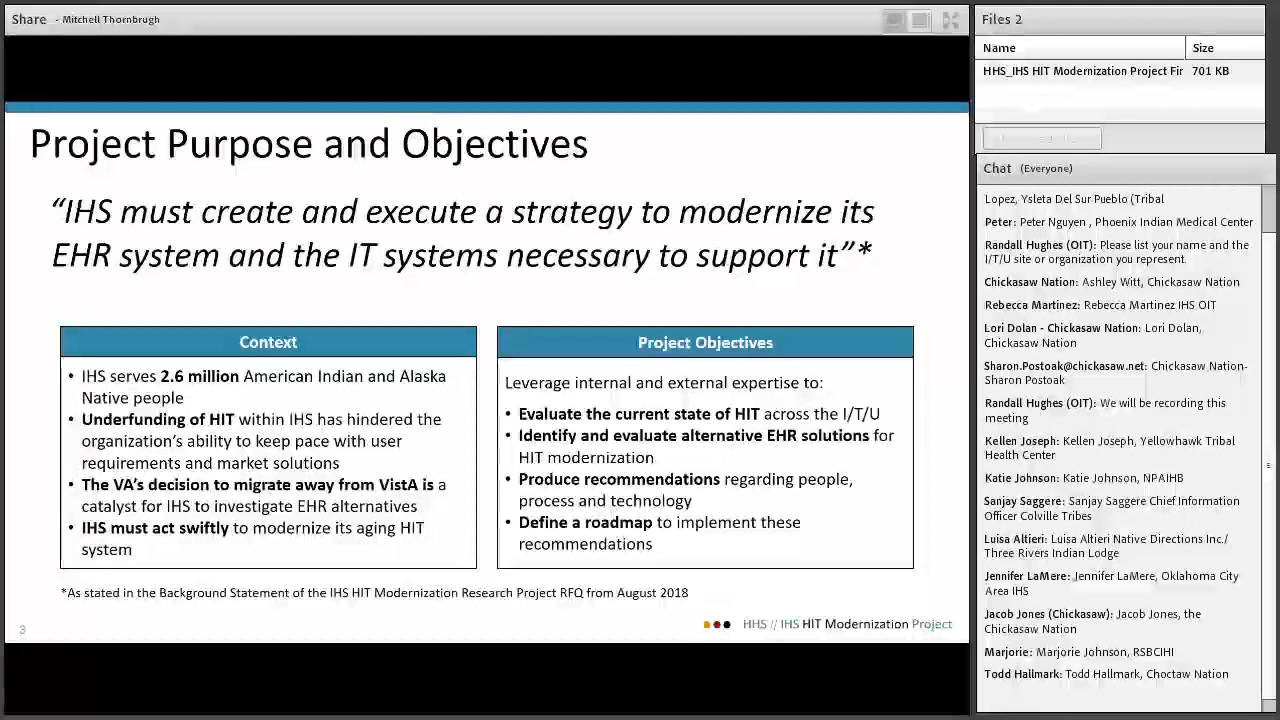 Share - Mitchell Thornbrugh
Project Purpose and Objectives
“IHS must create and execute a strategy to modernize its
EHR system and the IT systems necessary to support it”*
Context
• IHS serves 2.6 million American Indian and Alaska
Native people
• Underfunding of HIT within IHS has hindered the
organization’s ability to keep pace with user
requirements and market solutions
• The VA’s decision to migrate away from VistA is a
catalyst for IHS to investigate EHR alternatives
• IHS must act swiftly to modernize its aging HIT
system
Project Objectives
Leverage internal and external expertise to:
• Evaluate the current state of HIT across the I/T/U
• Identify and evaluate alternative EHR solutions for
HIT modernization
• Produce recommendations regarding people,
process and technology
• Define a roadmap to implement these
recommendations
*As stated in the Background Statement of the IHS HIT Modernization Research Project RFQ from August 2018
3
HHS // IHS HIT Modernization Project
Files 2
Name Size
HHS_IHS HIT Modernization Project Fir 701 KB
Chat (Everyone)
Lopez, Ysleta Del Sur Pueblo (Tribal
Peter: Peter Nguyen , Phoenix Indian Medical Center
Randall Hughes (OIT): Please list your name and the
I/T/U site or organization you represent.
Chickasaw Nation: Ashley Witt, Chickasaw Nation
Rebecca Martinez: Rebecca Martinez IHS OIT
Lori Dolan - Chickasaw Nation: Lori Dolan,
Chickasaw Nation
Sharon.Postoak@chickasaw.net: Chickasaw Nation-
Sharon Postoak
Randall Hughes (OIT): We will be recording this
meeting
Kellen Joseph: Kellen Joseph, Yellowhawk Tribal
Health Center
Katie Johnson: Katie Johnson, NPAIHB
Sanjay Saggere: Sanjay Saggere Chief Information
Officer Colville Tribes
Luisa Altieri: Luisa Altieri Native Directions Inc./
Three Rivers Indian Lodge
Jennifer LaMere: Jennifer LaMere, Oklahoma City
Area IHS
Jacob Jones (Chickasaw): Jacob Jones, the
Chickasaw Nation
Marjorie: Marjorie Johnson, RSBCIHI
Todd Hallmark: Todd Hallmark, Choctaw Nation